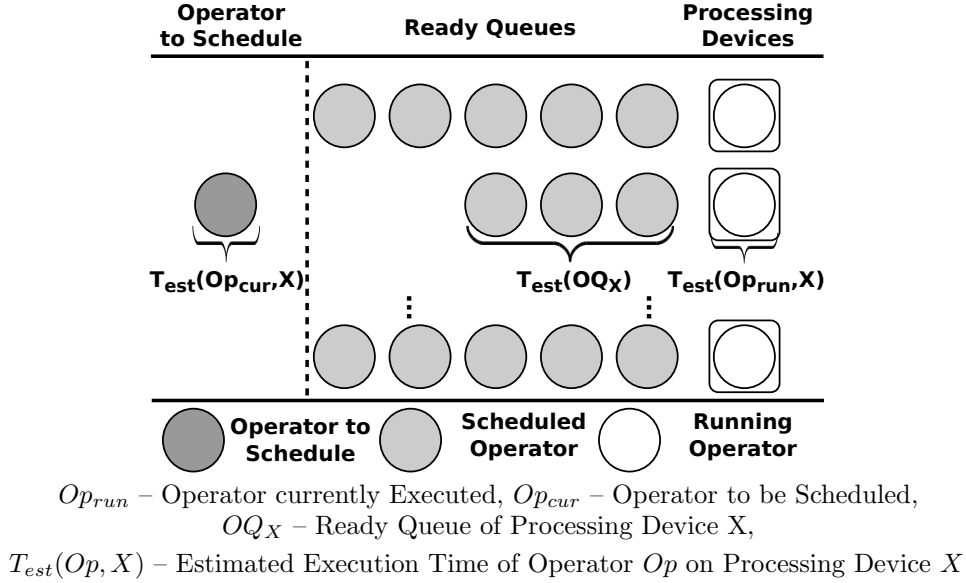 Operator
to Schedule
Ready Queues
Processing
Devices
T_est(Op_cur,X)
T_est(OQ_X)
T_est(Op_run,X)
Operator to
Schedule
Scheduled
Operator
Running
Operator
Op_run – Operator currently Executed, Op_cur – Operator to be Scheduled,
OQ_X – Ready Queue of Processing Device X,
T_est(Op, X) – Estimated Execution Time of Operator Op on Processing Device X